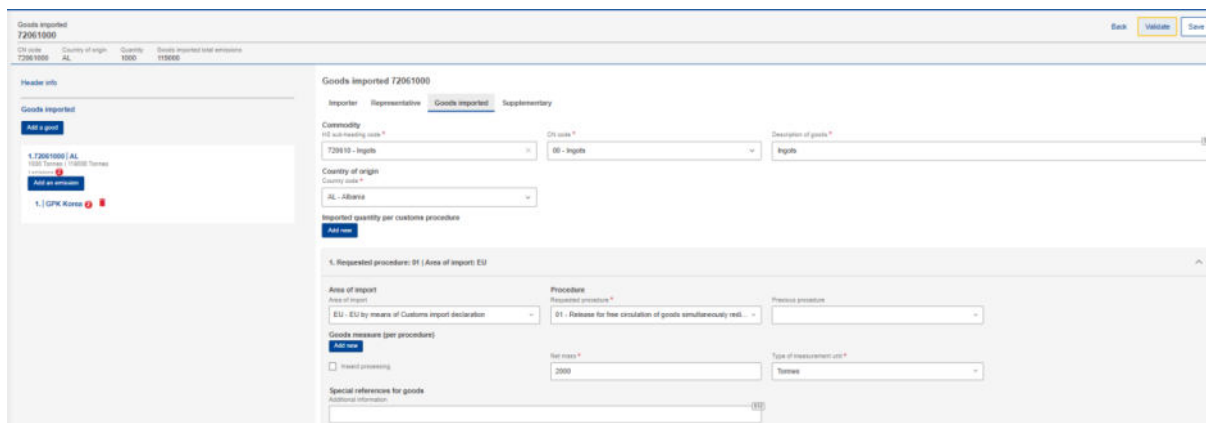 Goods imported
72061000
Back
Validate
Save
CN code Country of origin Quantity Goods imported total emissions
72061000 AL 1000 119000
Header info
Goods imported
Add a good
1.72061000 | AL
Add an emission
1. | GPK Korea
Goods imported 72061000
Importer Representative Goods imported Supplementary
Commodity
HS sub-heading code * CN code * Description of goods *
720610 - Ingots 00 - Ingots Ingots
Country of origin
Country code *
AL - Albania
Imported quantity per customs procedure
Add new
1. Requested procedure: 01 | Area of import: EU
Area of import Procedure
Area of import Requested procedure * Previous procedure
EU - EU by means of Customs import declaration 01 - Release for free circulation of goods simultaneously redi...
Goods measure (per procedure)
Add new
Net mass * Type of measurement unit *
Inward processing 2000 Tonnes
Special references for goods
Additional information